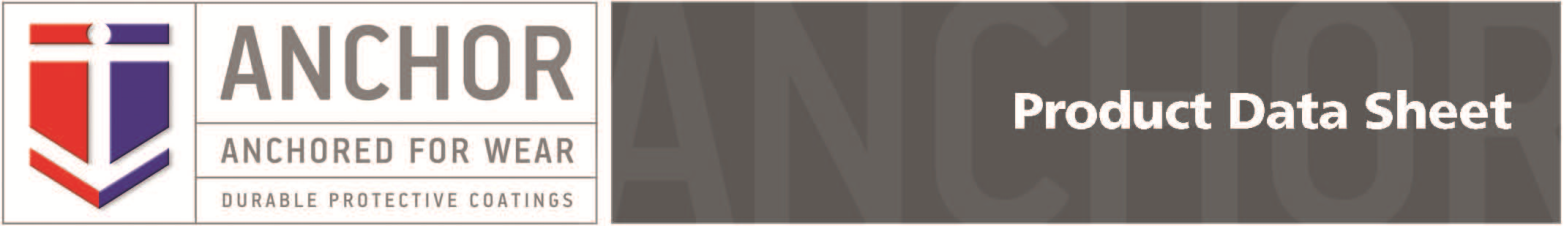 ANCHOR
ANCHORED FOR WEAR
DURABLE PROTECTIVE COATINGS
ANCHOR
Product Data Sheet